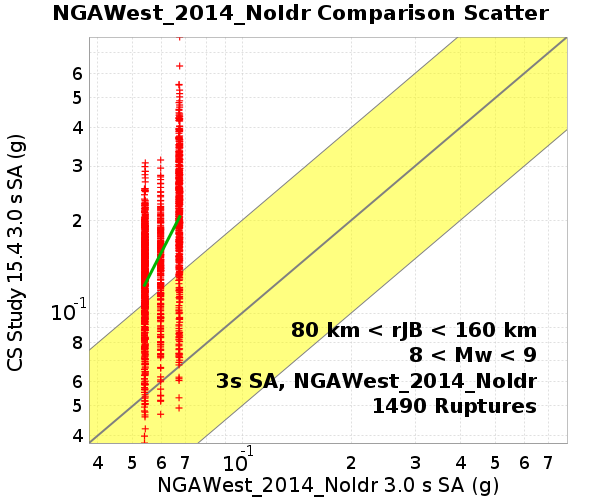 NGAWest_2014_NoIdr Comparison Scatter
CS Study 15.4 3.0 s SA (g)
6
5
4
3
2
10-1
8
7
6
5
4
80 km < rJB < 160 km
8 < Mw < 9
3s SA, NGAWest_2014_NoIdr
1490 Ruptures
4 5 6 7 10-1 2 3 4 5 6 7
NGAWest_2014_NoIdr 3.0 s SA (g)